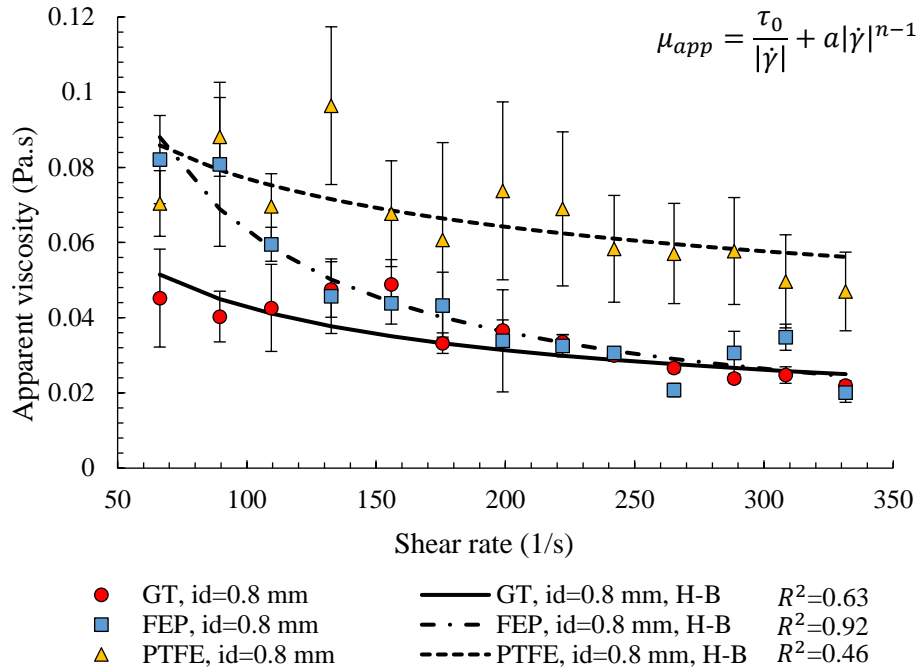 μ_app = τ_0/|γ̇| + a|γ̇|^{n−1}
0.12
0.1
0.08
0.06
0.04
0.02
0
Apparent viscosity (Pa.s)
50 100 150 200 250 300 350
Shear rate (1/s)
GT, id=0.8 mm GT, id=0.8 mm, H-B R²=0.63
FEP, id=0.8 mm FEP, id=0.8 mm, H-B R²=0.92
PTFE, id=0.8 mm PTFE, id=0.8 mm, H-B R²=0.46